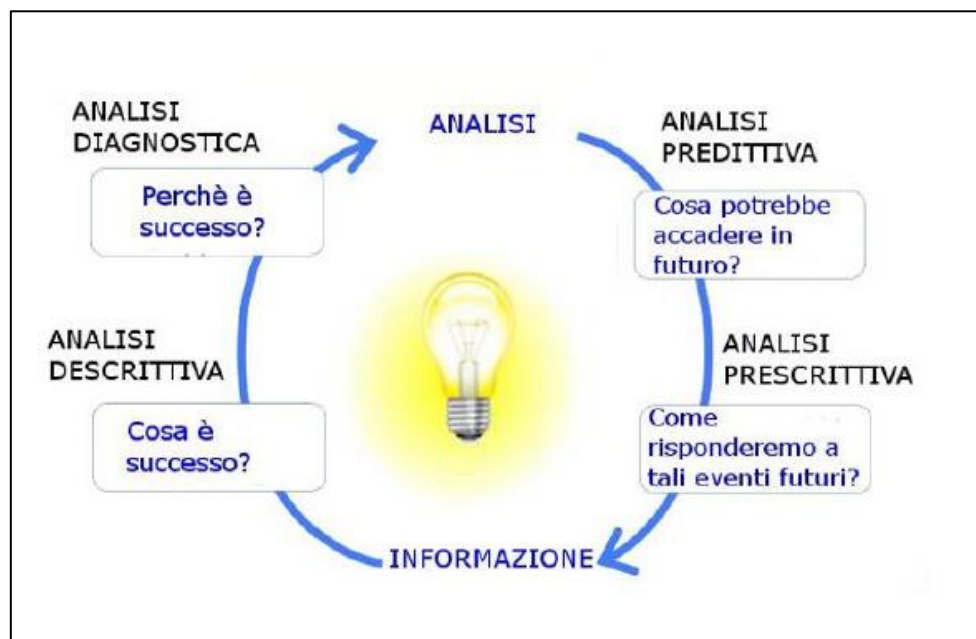 ANALISI
DIAGNOSTICA
Perchè è
successo?
ANALISI
ANALISI
PREDITTIVA
Cosa potrebbe
accadere in
futuro?
ANALISI
DESCRITTIVA
Cosa è
successo?
ANALISI
PRESCRITTIVA
Come
risponderemo a
tali eventi futuri?
INFORMAZIONE